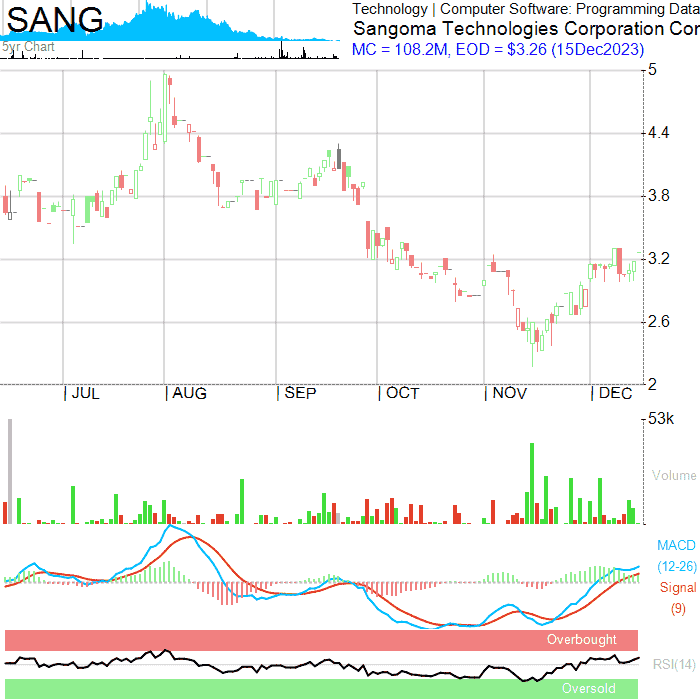 SANG
5yr Chart
Technology | Computer Software: Programming Data
Sangoma Technologies Corporation Cor
MC = 108.2M, EOD = $3.26 (15Dec2023)
5
4.4
3.8
3.2
2.6
2
JUL
AUG
SEP
OCT
NOV
DEC
53k
Volume
MACD
(12-26)
Signal
(9)
Overbought
RSI(14)
Oversold